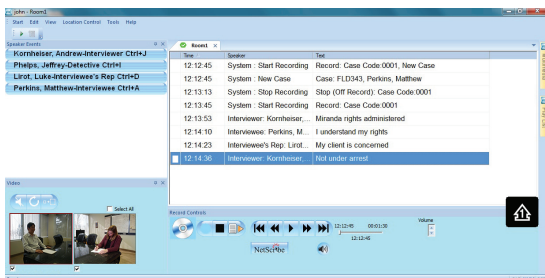 john - Room1
Start Edit View Location Control Tools Help
Speaker Events
Kornheiser, Andrew-Interviewer Ctrl+J
Phelps, Jeffrey-Detective Ctrl+I
Lirot, Luke-Interviewee's Rep Ctrl+D
Perkins, Matthew-Interviewee Ctrl+A
Room1
Time Speaker Text
12:12:45 System : Start Recording Record: Case Code:0001, New Case
12:12:45 System : New Case Case: FLD343, Perkins, Matthew
12:13:13 System : Stop Recording Stop (Off Record): Case Code:0001
12:13:45 System : Start Recording Record: Case Code:0001
12:13:53 Interviewer: Kornheiser,... Miranda rights administered
12:14:10 Interviewee: Perkins, M... I understand my rights
12:14:23 Interviewee's Rep: Lirot... My client is concerned
12:14:36 Interviewer: Kornheiser,... Not under arrest
Video
Select All
Record Controls
12:12:45 00:01:30
12:12:45
Volume
NetScribe